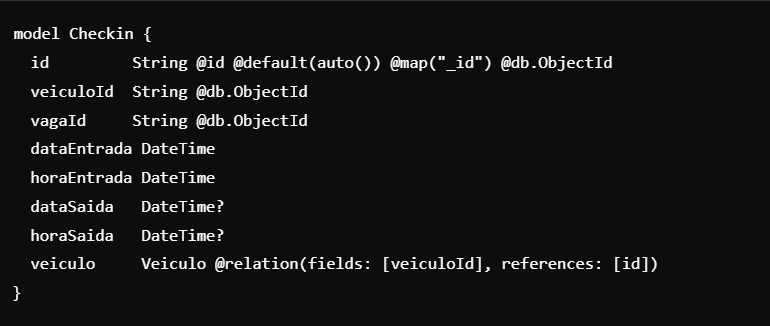 model Checkin {
  id         String @id @default(auto()) @map("_id") @db.ObjectId
  veiculoId  String @db.ObjectId
  vagaId     String @db.ObjectId
  dataEntrada DateTime
  horaEntrada DateTime
  dataSaida   DateTime?
  horaSaida   DateTime?
  veiculo     Veiculo @relation(fields: [veiculoId], references: [id])
}